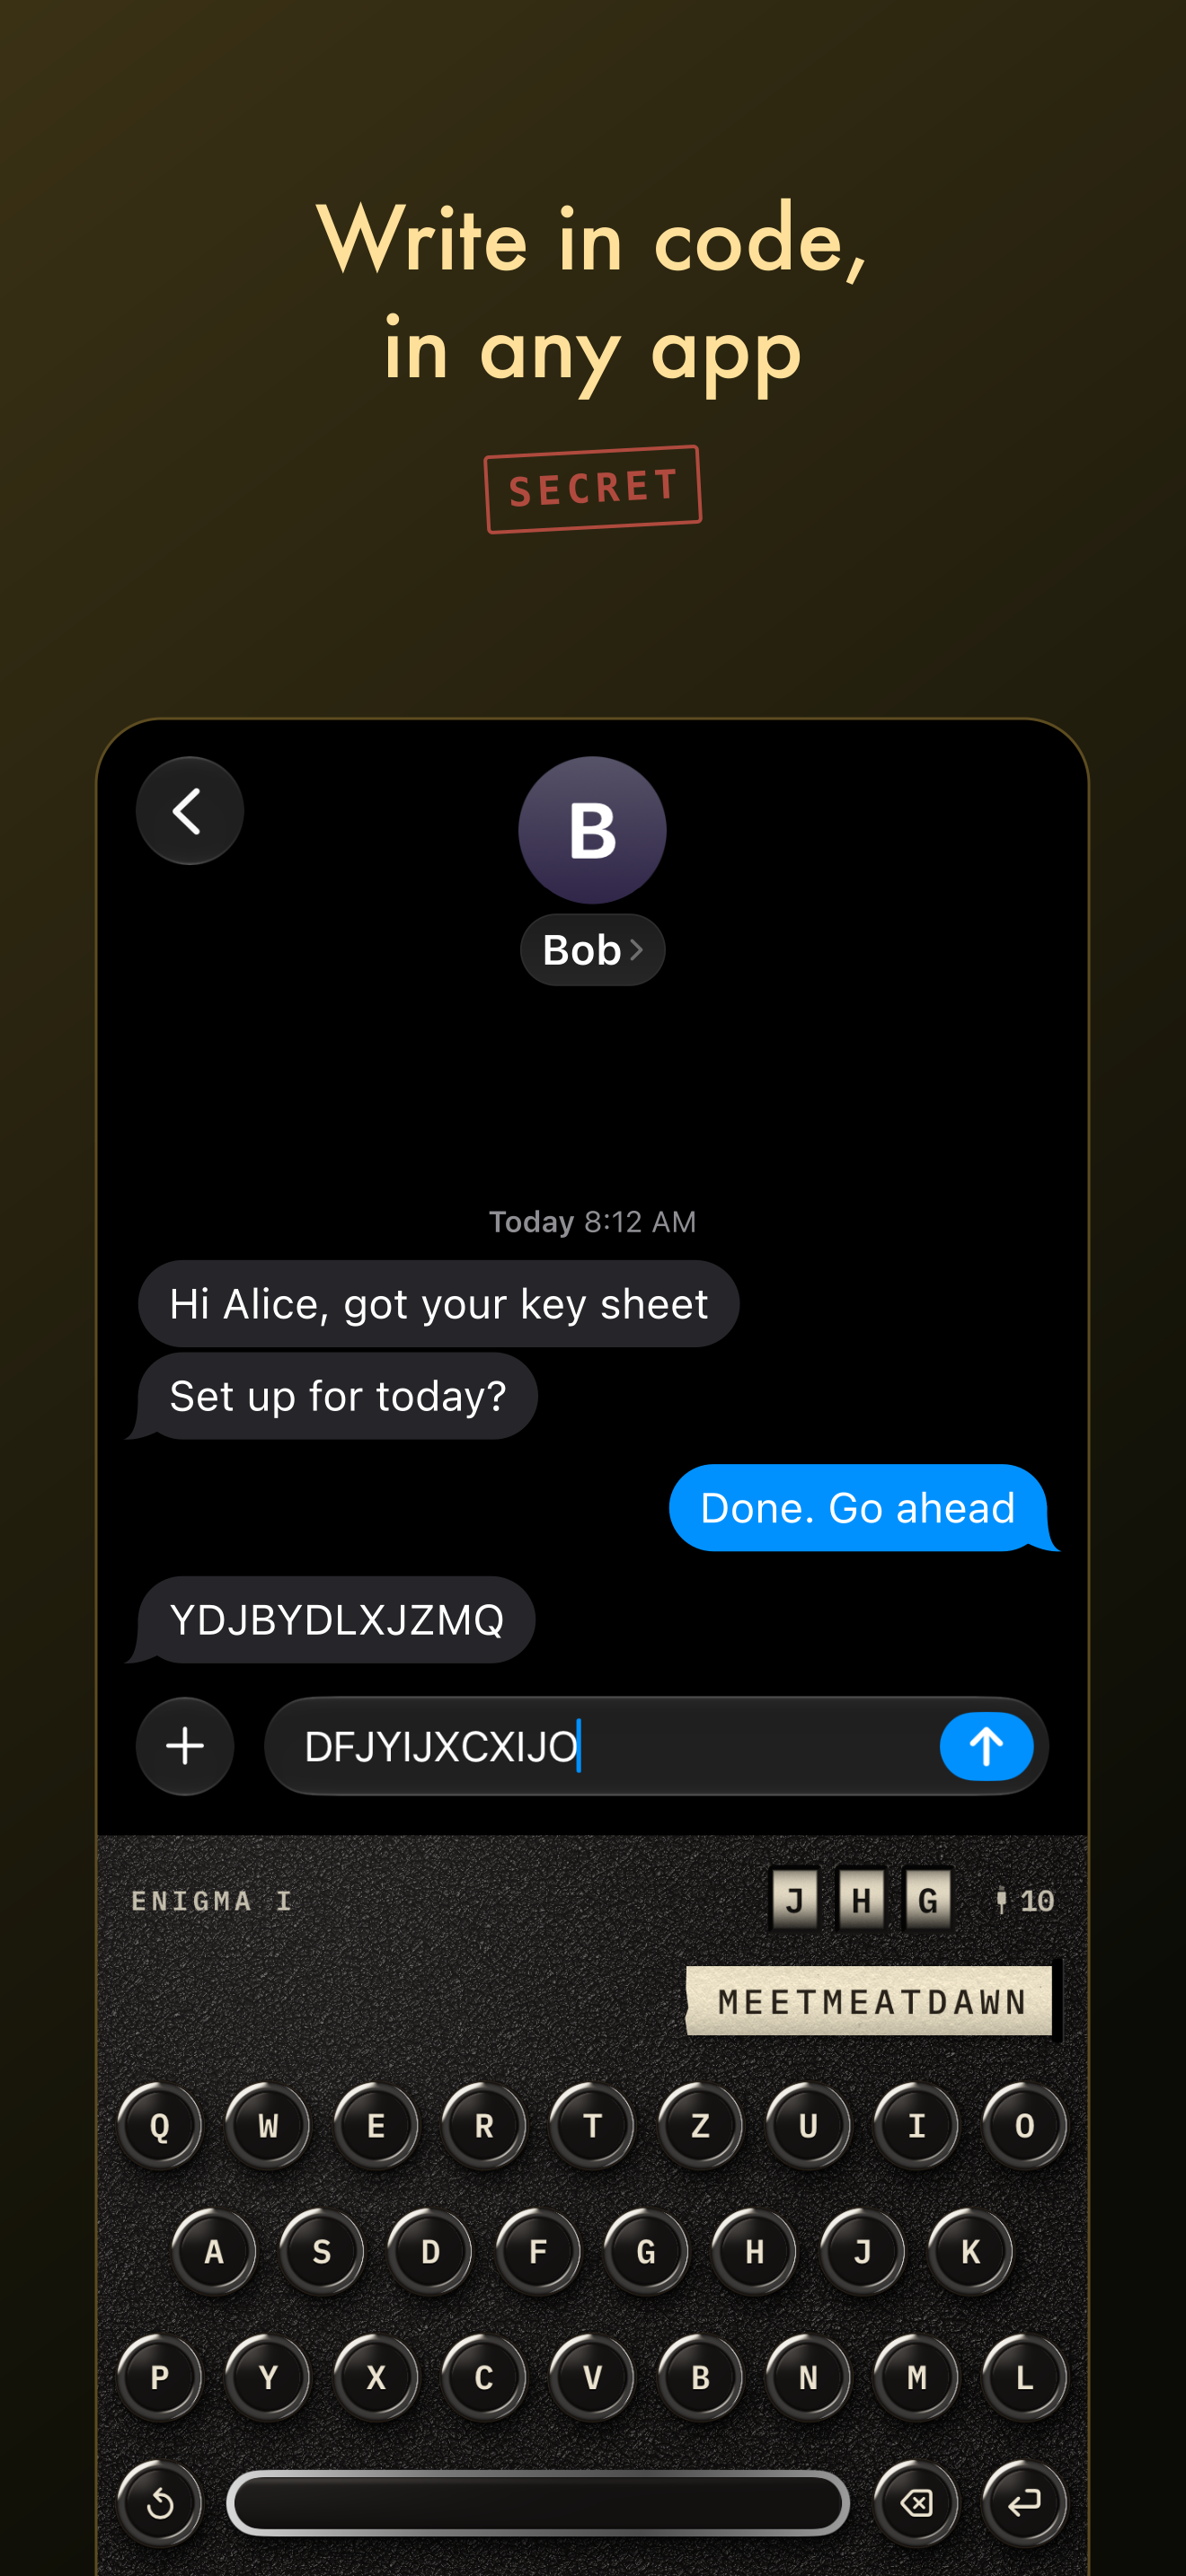 Write in code,
in any app
SECRET
B
Bob
Today 8:12 AM
Hi Alice, got your key sheet
Set up for today?
Done. Go ahead
YDJBYDLXJZMQ
DFJYIJXCXIJO
ENIGMA I J H G 10
MEETMEATDAWN
Q W E R T Z U I O
A S D F G H J K
P Y X C V B N M L